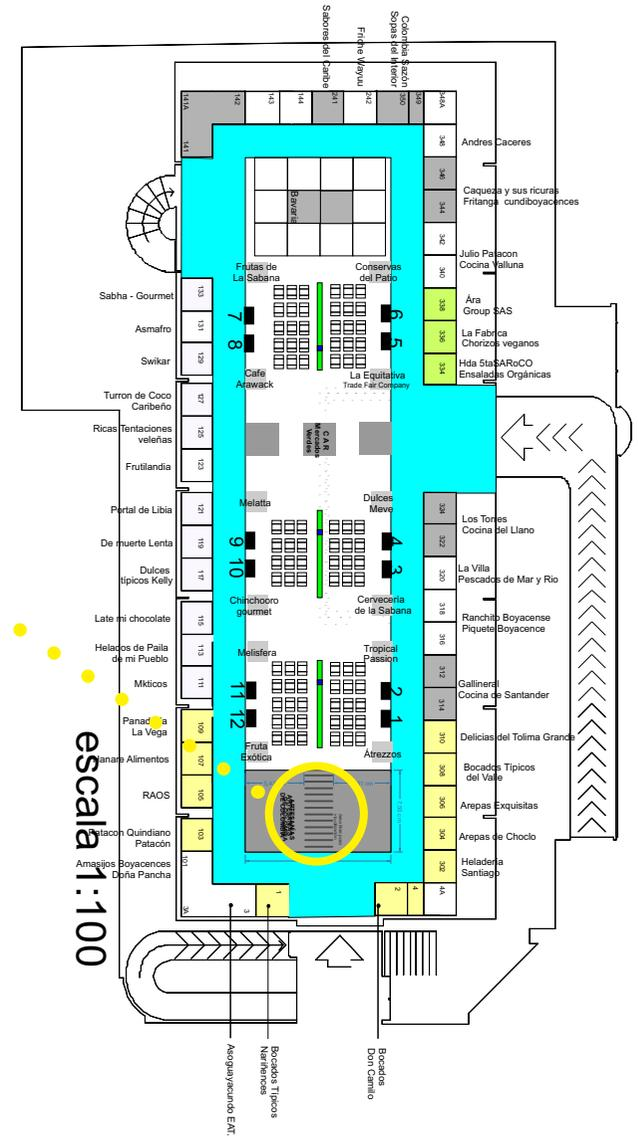 Sabores del Caribe
Friche Wayuu
Colombia Sazón
Sopas del Interior
141A
142
143
144
241
242
350
349
348A
141
348
Andres Caceres
346
344
Caqueza y sus ricuras
Fritanga cundiboyacences
342
340
Julio Patacon
Cocina Valluna
Bavaria
Frutas de
La Sabana
Conservas
del Patio
133
Sabha - Gourmet
131
Asmafro
129
Swikar
7
8
6
5
338
Ára
Group SAS
336
La Fabrica
Chorizos veganos
334
Hda 5taSARoCO
Ensaladas Orgánicas
Cafe
Arawack
La Equitativa
Trade Fair Company
Turron de Coco
Caribeño
127
Ricas Tentaciones
veleñas
125
Frutilandia
123
C A R
Mercados
Verdes
Melatta
Dulces
Meve
Portal de Libia
121
De muerte Lenta
119
Dulces
típicos Kelly
117
9
10
4
3
324
322
Los Torres
Cocina del Llano
320
La Villa
Pescados de Mar y Rio
318
316
Ranchito Boyacense
Piquete Boyacence
Chinchooro
gourmet
Cervecerla
de la Sabana
Late mi chocolate
115
Helados de Paila
de mi Pueblo
113
Mkticos
111
Melisfera
Tropical
Passion
11
12
2
1
312
314
Gallineral
Cocina de Santander
Panadería
La Vega
109
107
Alimentos
RAOS
105
Patacon Quindiano
Patacón
103
Amasijos Boyacences
Doña Pancha
101
Fruta
Exótica
Átrezzos
310
Delicias del Tolima Grande
308
Bocados Típicos
del Valle
306
Arepas Exquisitas
304
Arepas de Choclo
302
Heladeria
Santiago
7,00 cm
3A
3
1
2
4
4A
escala 1:100
Asoguayacundo EAT.
Bocados Típicos
Nariñences
Bocados
Don Camilo